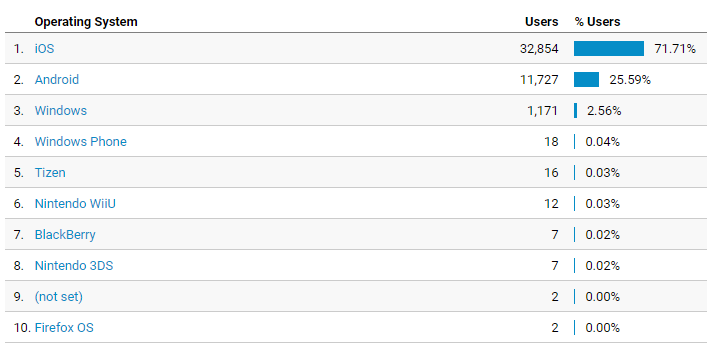 Operating System Users % Users
1. iOS 32,854 71.71%
2. Android 11,727 25.59%
3. Windows 1,171 2.56%
4. Windows Phone 18 0.04%
5. Tizen 16 0.03%
6. Nintendo WiiU 12 0.03%
7. BlackBerry 7 0.02%
8. Nintendo 3DS 7 0.02%
9. (not set) 2 0.00%
10. Firefox OS 2 0.00%